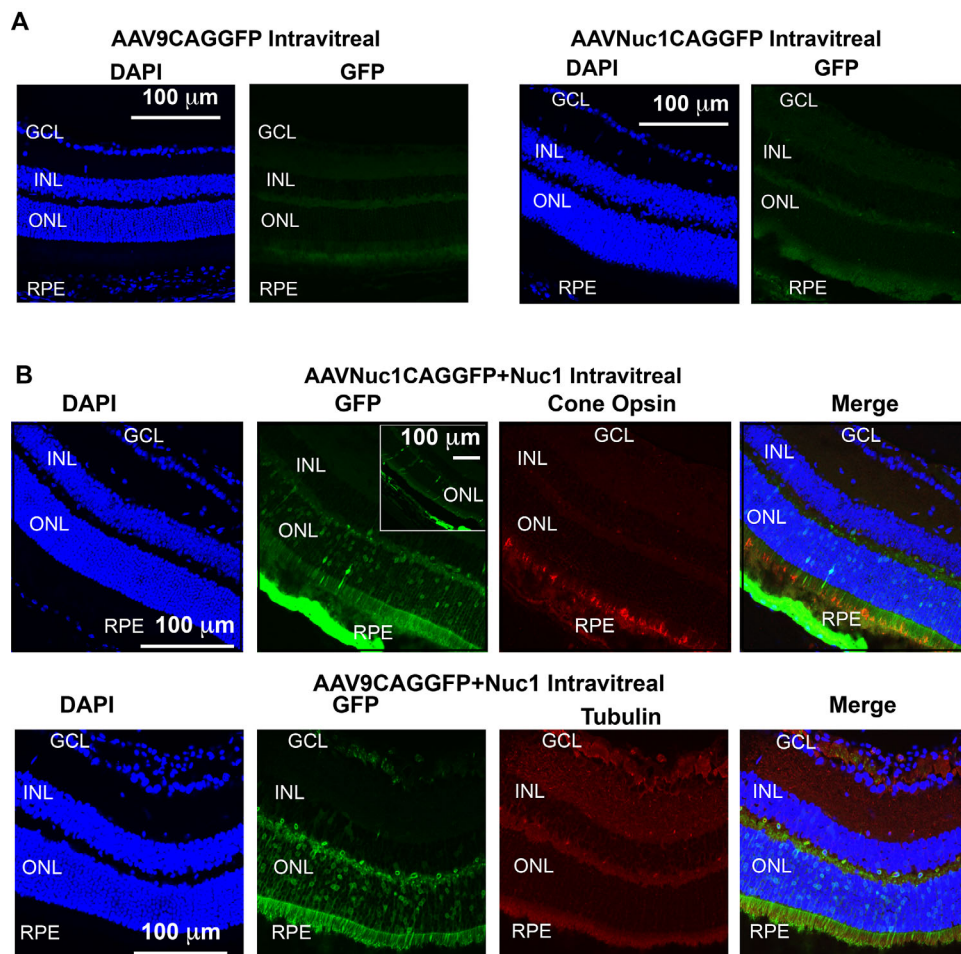 A
AAV9CAGGFP Intravitreal
DAPI GFP
100 μm
GCL GCL
INL INL
ONL ONL
RPE RPE
AAVNuc1CAGGFP Intravitreal
DAPI GFP
100 μm
GCL GCL
INL INL
ONL ONL
RPE RPE
B
AAVNuc1CAGGFP+Nuc1 Intravitreal
DAPI GFP Cone Opsin Merge
GCL 100 μm GCL GCL
INL INL INL INL
ONL
ONL ONL ONL ONL
RPE RPE RPE RPE
100 μm
AAV9CAGGFP+Nuc1 Intravitreal
DAPI GFP Tubulin Merge
GCL GCL GCL GCL
INL INL INL INL
ONL ONL ONL ONL
RPE RPE RPE RPE
100 μm